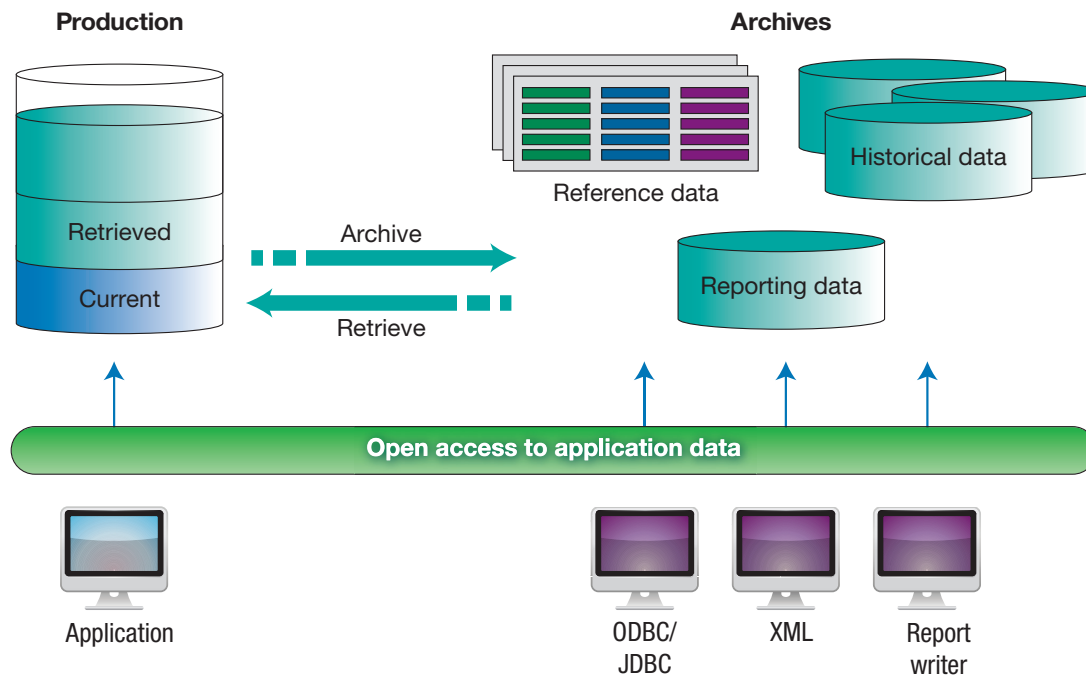 Production
Archives
Reference data
Historical data
Retrieved
Current
Archive
Retrieve
Reporting data
Open access to application data
Application
ODBC/
JDBC
XML
Report
writer